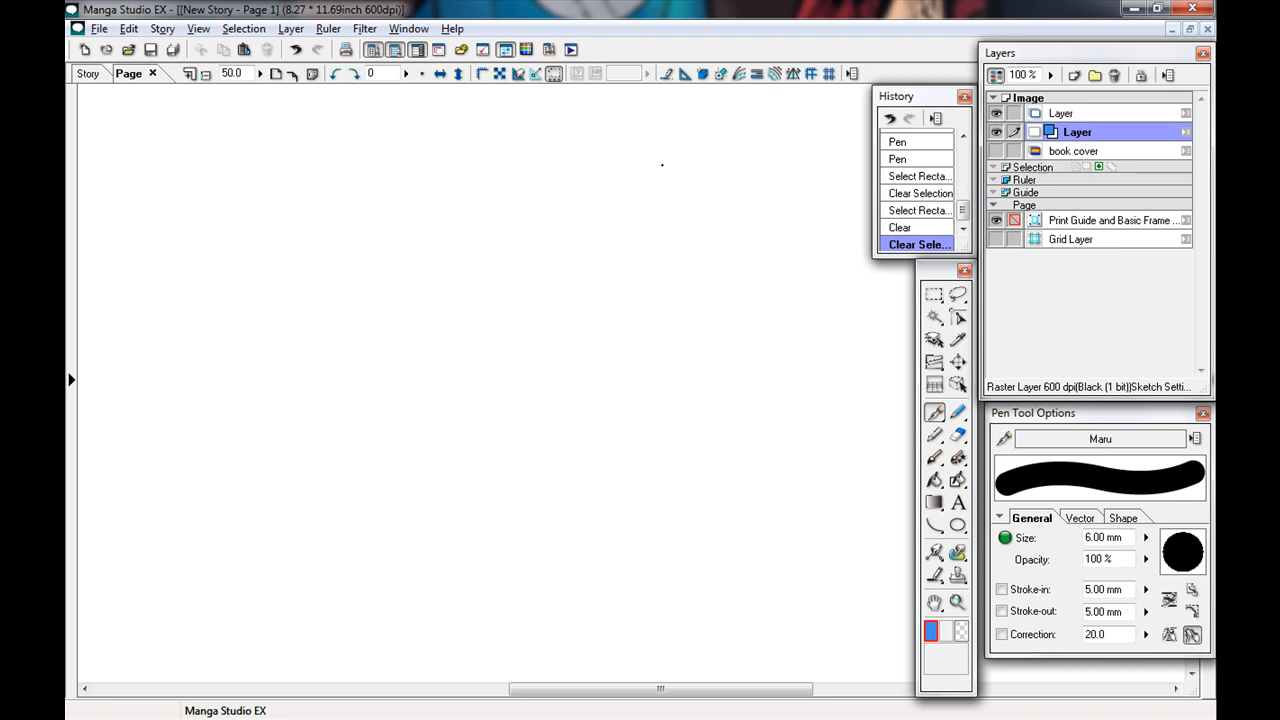 Manga Studio EX - [[New Story - Page 1] (8.27 * 11.69inch 600dpi)]
File Edit View Story Selection Layer Ruler Filter Window Help
Story Page 50.0 0
Layers
100 %
Image
Layer
Layer
book cover
Selection
Ruler
Guide
Page
Print Guide and Basic Frame ...
Grid Layer
Raster Layer 600 dpi(Black (1 bit))Sketch Setti...
History
Pen
Pen
Select Recta...
Clear Selection
Select Recta...
Clear
Clear Sele...
A
Pen Tool Options
Maru
General Vector Shape
Size: 6.00 mm
Opacity: 100 %
Stroke-in: 5.00 mm
Stroke-out: 5.00 mm
Correction: 20.0
Manga Studio EX